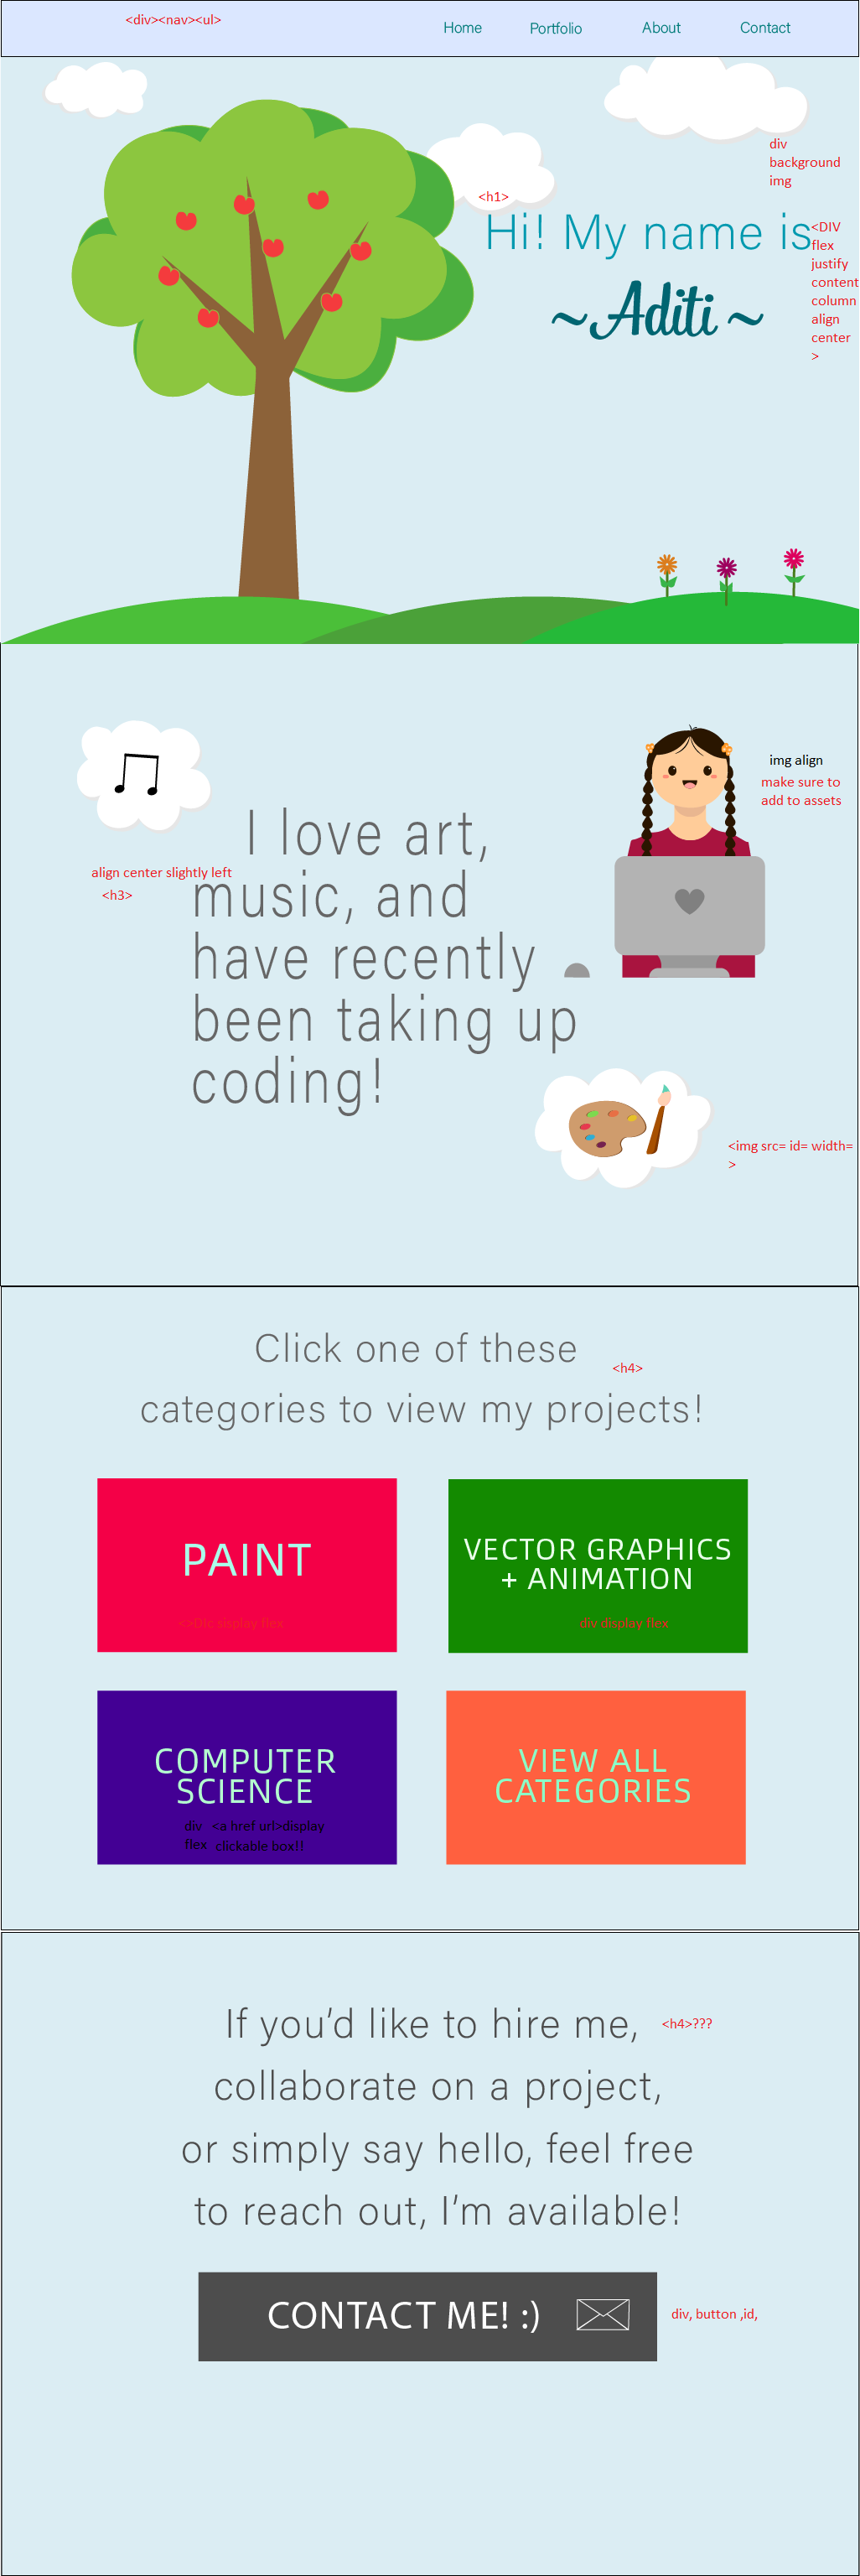 <div><nav><ul>
Home Portfolio About Contact
div
background
img
<h1>
Hi! My name is
~Aditi ~
<DIV
flex
justify
content
column
align
center
>
img align
make sure to
add to assets
I love art,
music, and
have recently
been taking up
coding!
align center slightly left
<h3>
<img src= id= width=
>
Click one of these
categories to view my projects!
<h4>
PAINT
<>DIc sisplay flex
VECTOR GRAPHICS
+ ANIMATION
div display flex
COMPUTER
SCIENCE
div <a href url>display
flex clickable box!!
VIEW ALL
CATEGORIES
If you’d like to hire me,
<h4>???
collaborate on a project,
or simply say hello, feel free
to reach out, I’m available!
CONTACT ME! :)
div, button ,id,